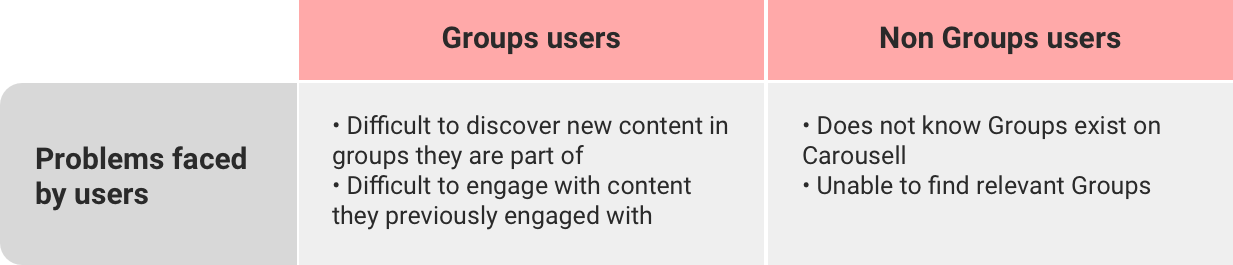 Groups users
Non Groups users
Problems faced
by users
• Difficult to discover new content in
groups they are part of
• Difficult to engage with content
they previously engaged with
• Does not know Groups exist on
Carousell
• Unable to find relevant Groups